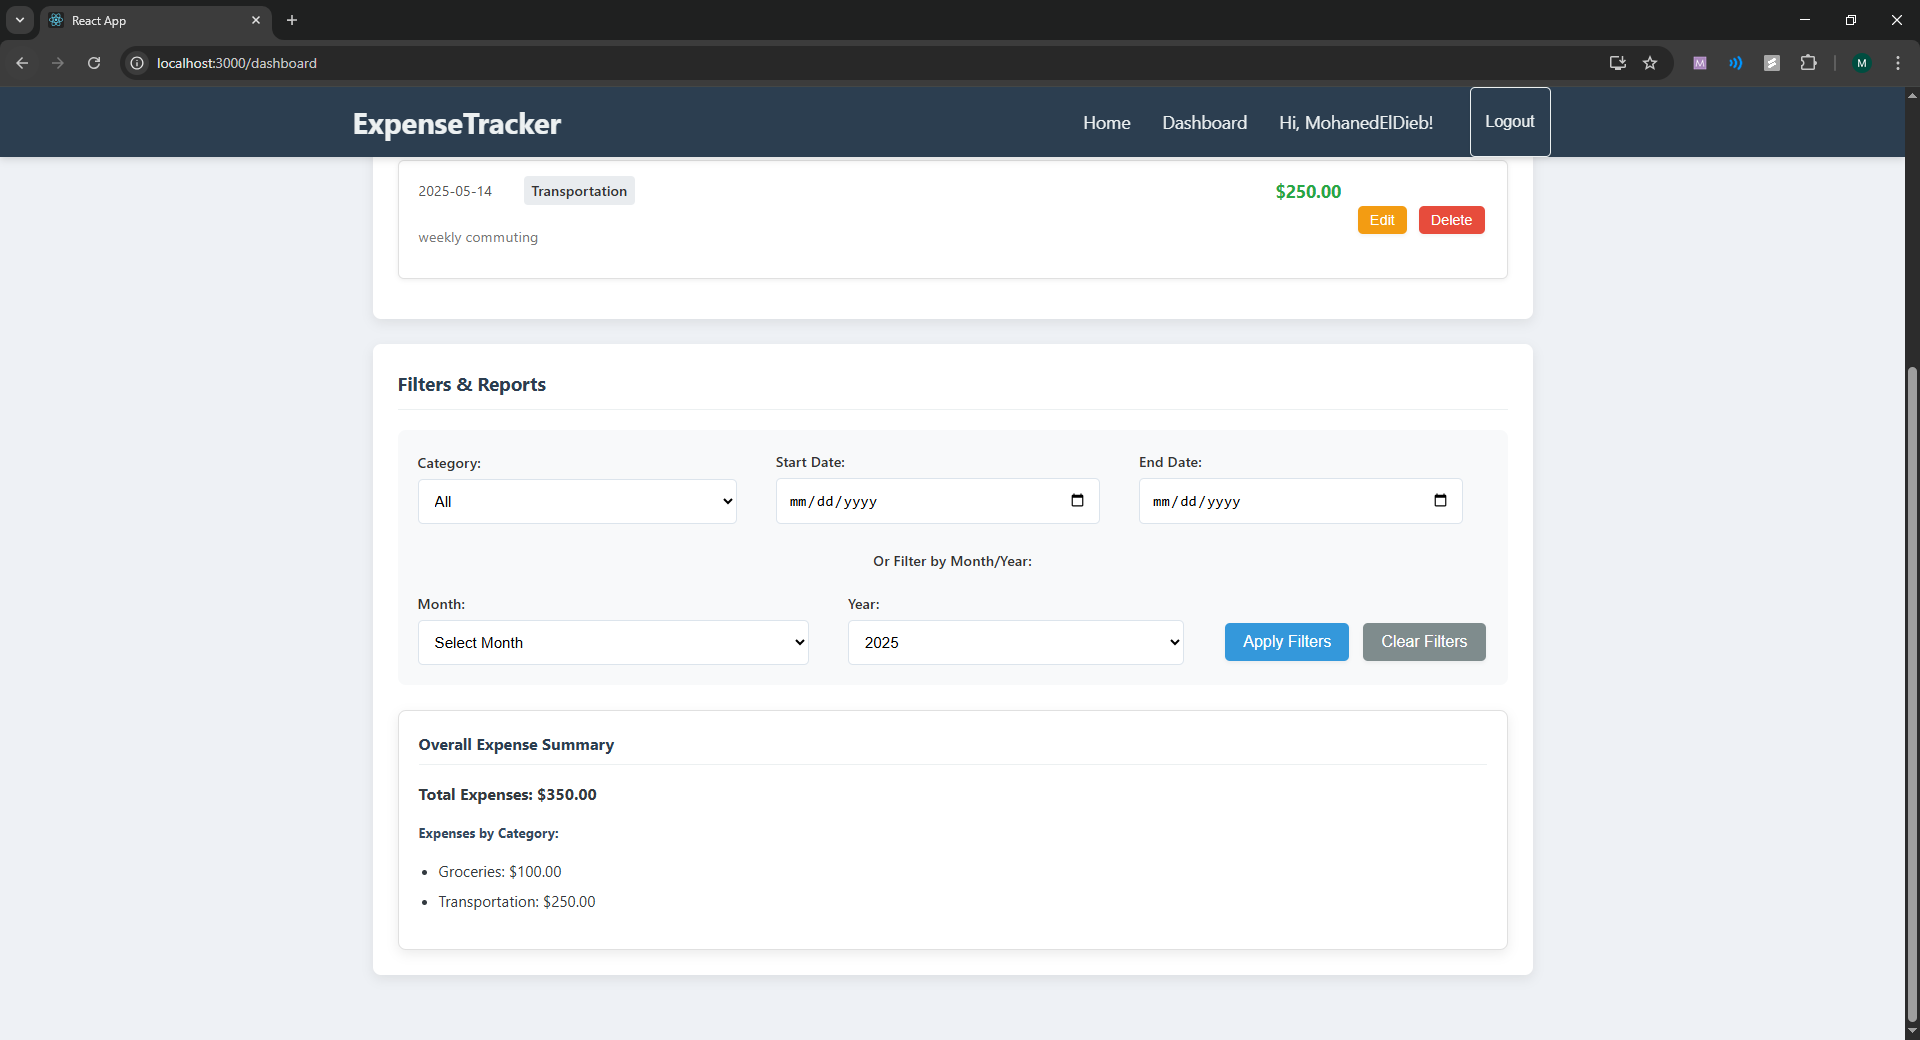 React App
localhost:3000/dashboard
M
M
ExpenseTracker
Home Dashboard Hi, MohanedElDieb! Logout
2025-05-14 Transportation $250.00
Edit Delete
weekly commuting
Filters & Reports
Category: Start Date: End Date:
All mm/dd/yyyy mm/dd/yyyy
Or Filter by Month/Year:
Month: Year:
Select Month 2025 Apply Filters Clear Filters
Overall Expense Summary
Total Expenses: $350.00
Expenses by Category:
Groceries: $100.00
Transportation: $250.00